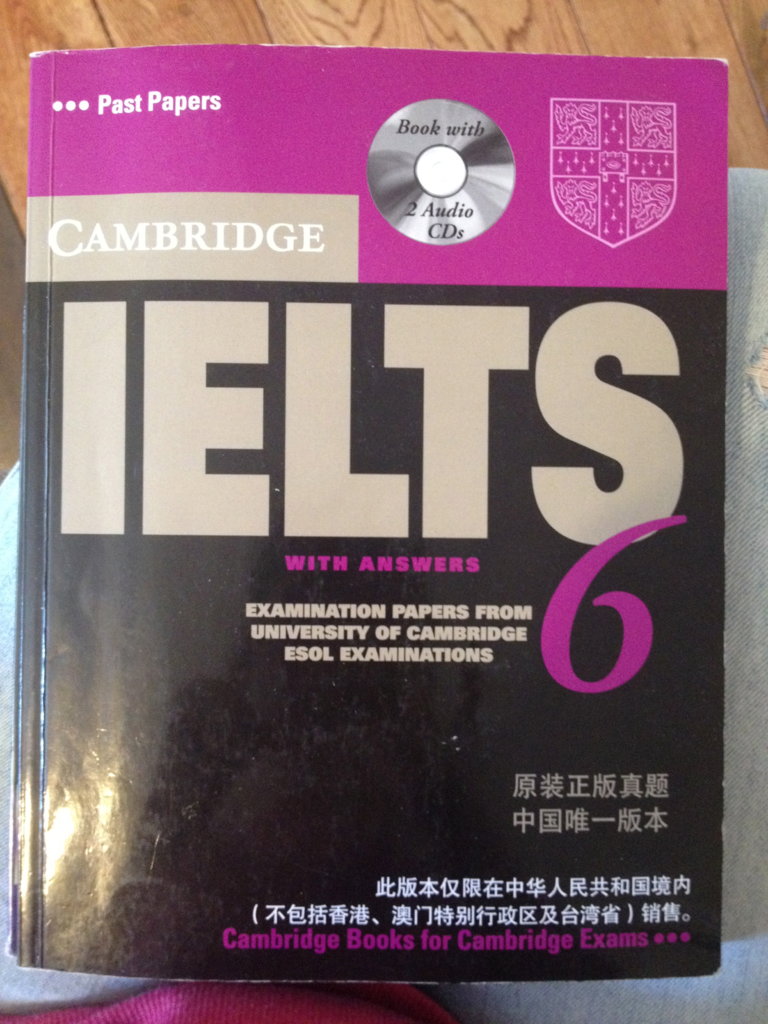 ••• Past Papers
Book with
2 Audio
CDs
CAMBRIDGE
IELTS
6
WITH ANSWERS
EXAMINATION PAPERS FROM
UNIVERSITY OF CAMBRIDGE
ESOL EXAMINATIONS
原装正版真题
中国唯一版本
此版本仅限在中华人民共和国境内
（不包括香港、澳门特别行政区及台湾省）销售。
Cambridge Books for Cambridge Exams •••